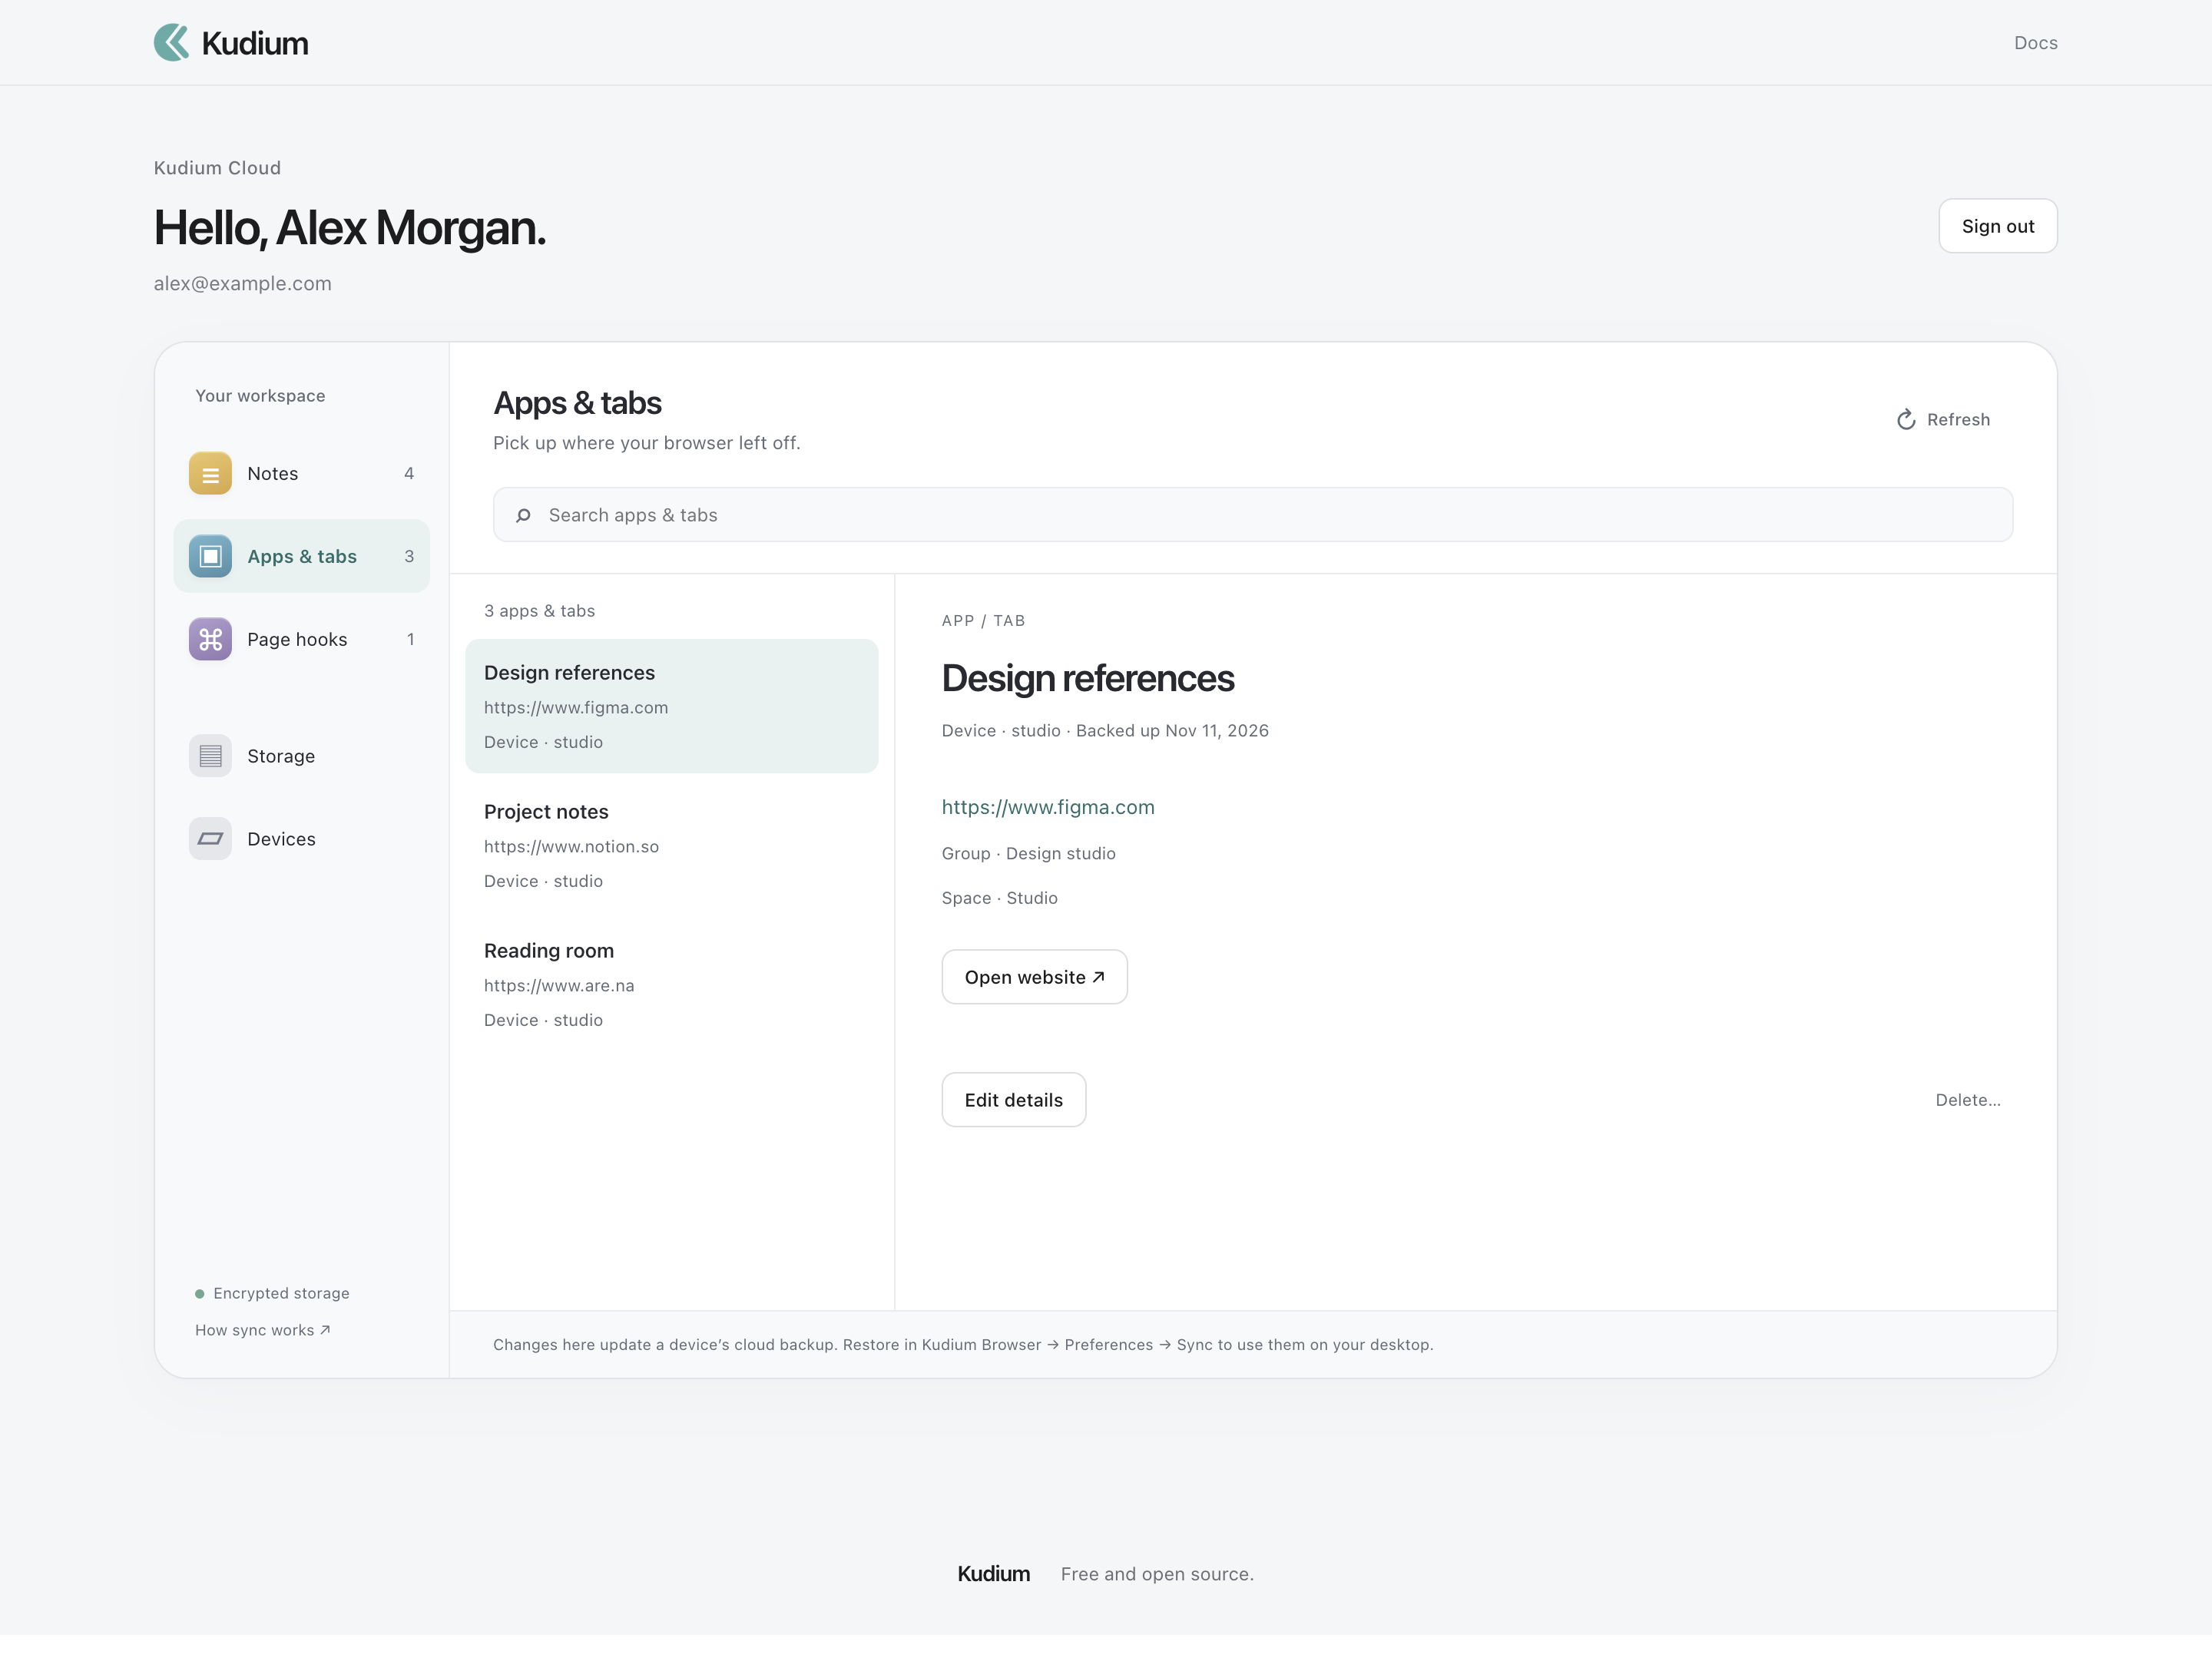 Kudium
Docs
Kudium Cloud
Hello, Alex Morgan.
Sign out
alex@example.com
Your workspace
Notes 4
Apps & tabs 3
Page hooks 1
Storage
Devices
Encrypted storage
How sync works ↗
Apps & tabs
Pick up where your browser left off.
Refresh
Search apps & tabs
3 apps & tabs
Design references
https://www.figma.com
Device · studio
Project notes
https://www.notion.so
Device · studio
Reading room
https://www.are.na
Device · studio
APP / TAB
Design references
Device · studio · Backed up Nov 11, 2026
https://www.figma.com
Group · Design studio
Space · Studio
Open website ↗
Edit details
Delete…
Changes here update a device’s cloud backup. Restore in Kudium Browser → Preferences → Sync to use them on your desktop.
Kudium Free and open source.